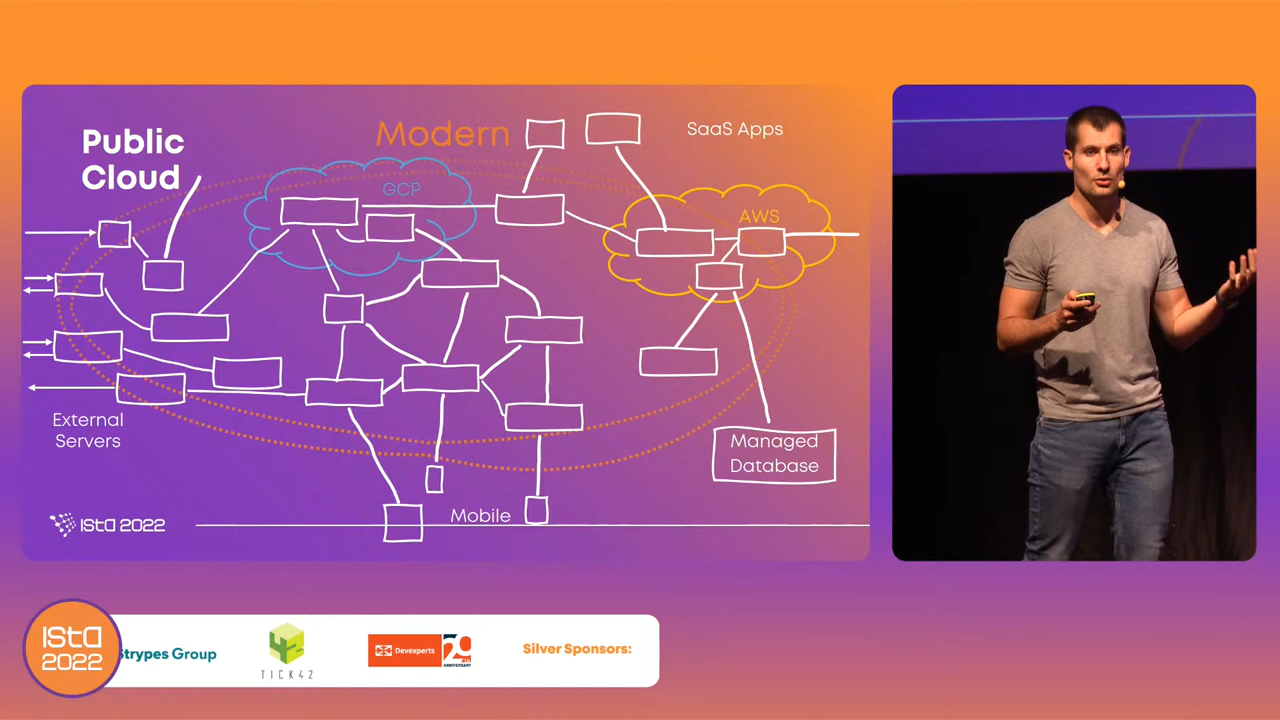 Public
Cloud
Modern
SaaS Apps
GCP
AWS
External
Servers
Managed
Database
Mobile
ISTA 2022
ISTA
2022
Strypes Group
TICK42
Devexperts
ANNIVERSARY
Silver Sponsors: